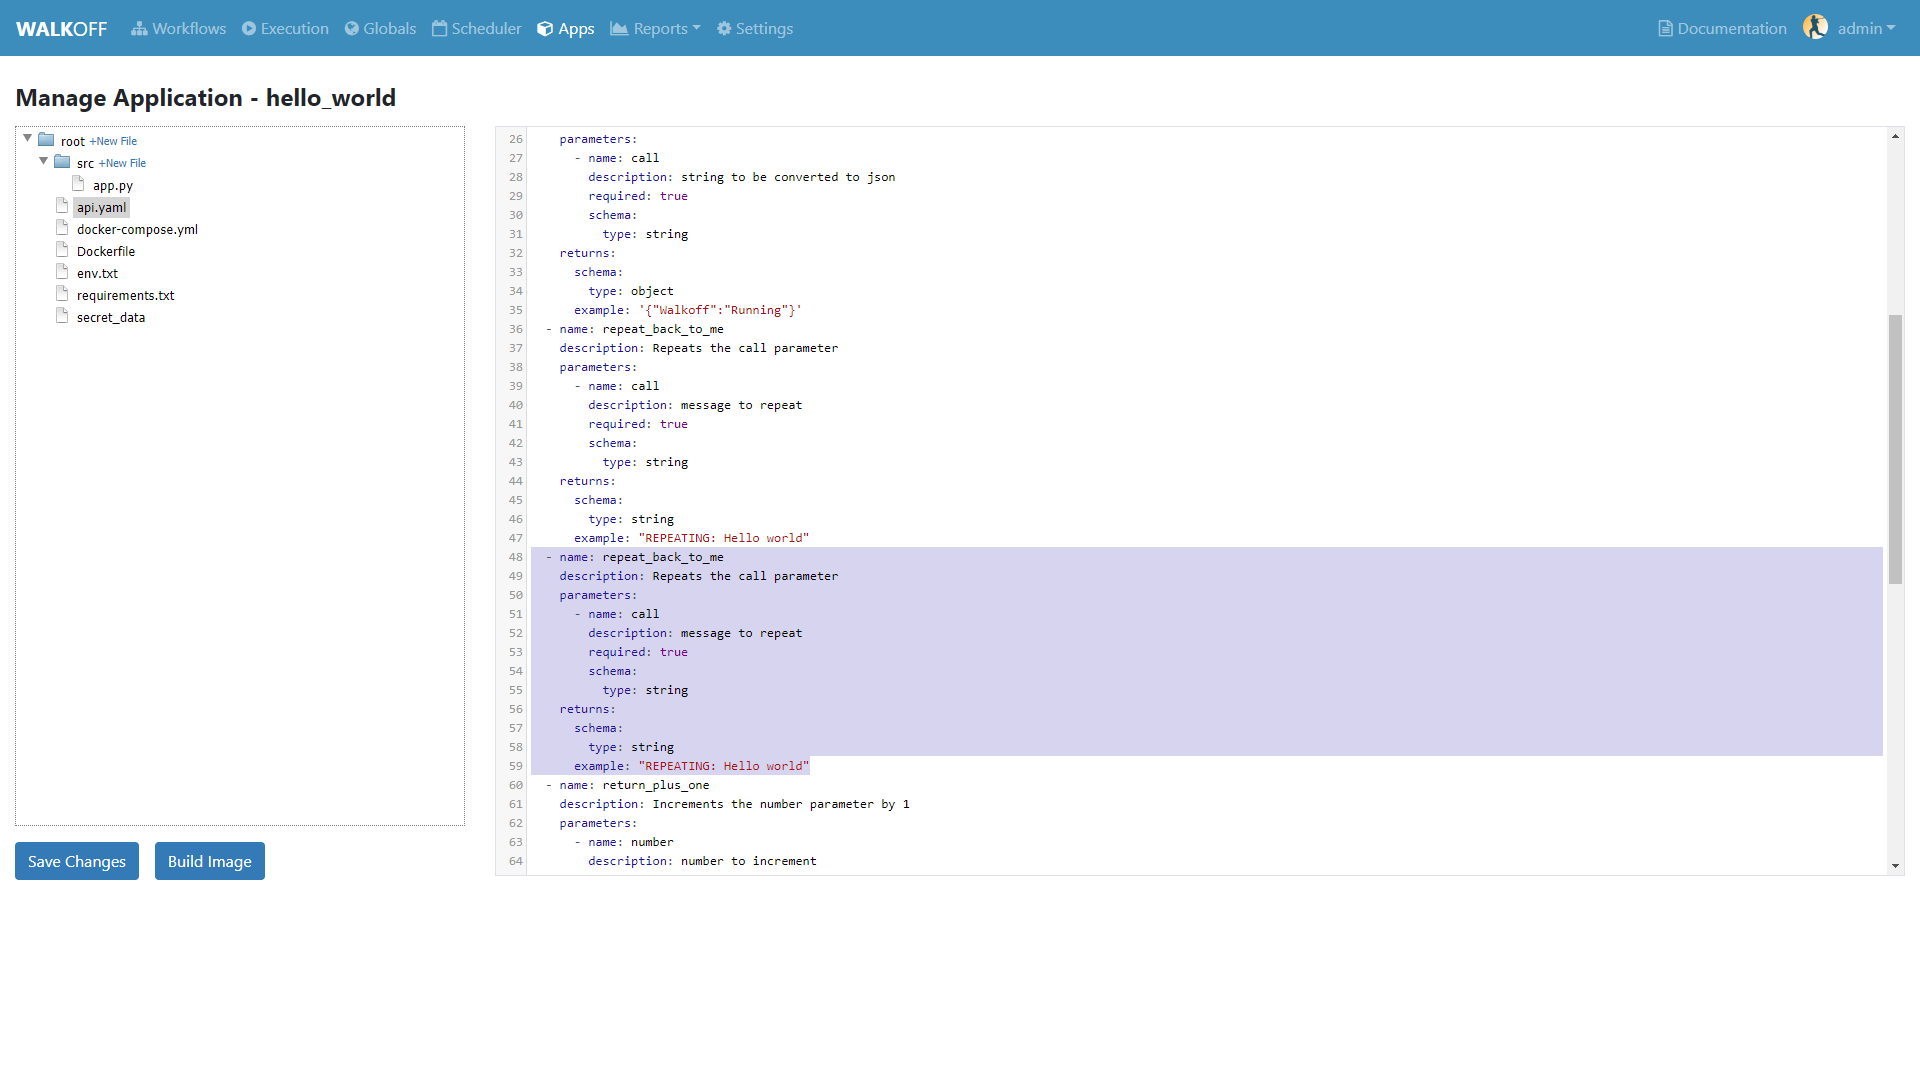 WALKOFF Workflows Execution Globals Scheduler Apps Reports Settings Documentation admin
Manage Application - hello_world
root +New File
src +New File
app.py
api.yaml
docker-compose.yml
Dockerfile
env.txt
requirements.txt
secret_data
Save Changes Build Image
26 parameters:
27 - name: call
28 description: string to be converted to json
29 required: true
30 schema:
31 type: string
32 returns:
33 schema:
34 type: object
35 example: '{"Walkoff":"Running"}'
36 - name: repeat_back_to_me
37 description: Repeats the call parameter
38 parameters:
39 - name: call
40 description: message to repeat
41 required: true
42 schema:
43 type: string
44 returns:
45 schema:
46 type: string
47 example: "REPEATING: Hello world"
48 - name: repeat_back_to_me
49 description: Repeats the call parameter
50 parameters:
51 - name: call
52 description: message to repeat
53 required: true
54 schema:
55 type: string
56 returns:
57 schema:
58 type: string
59 example: "REPEATING: Hello world"
60 - name: return_plus_one
61 description: Increments the number parameter by 1
62 parameters:
63 - name: number
64 description: number to increment